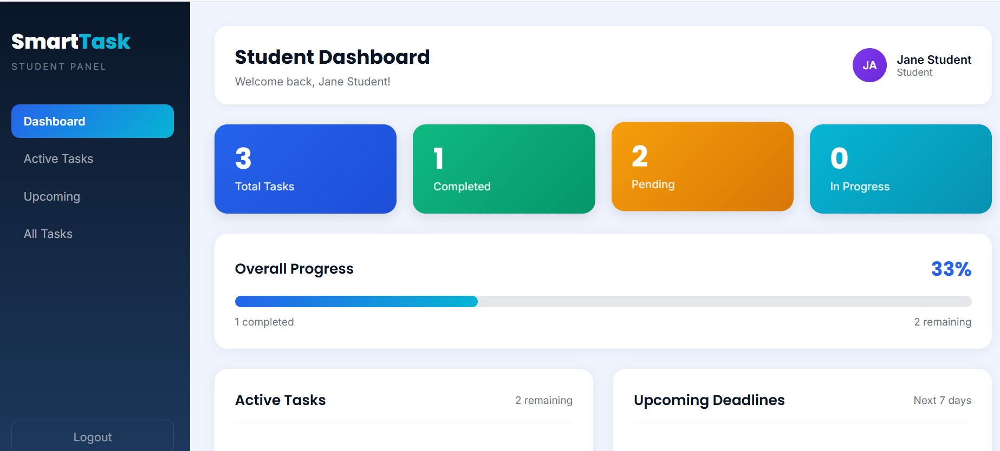 SmartTask
STUDENT PANEL
Dashboard
Active Tasks
Upcoming
All Tasks
Logout
Student Dashboard
Welcome back, Jane Student!
JA
Jane Student
Student
3
Total Tasks
1
Completed
2
Pending
0
In Progress
Overall Progress
33%
1 completed
2 remaining
Active Tasks
2 remaining
Upcoming Deadlines
Next 7 days